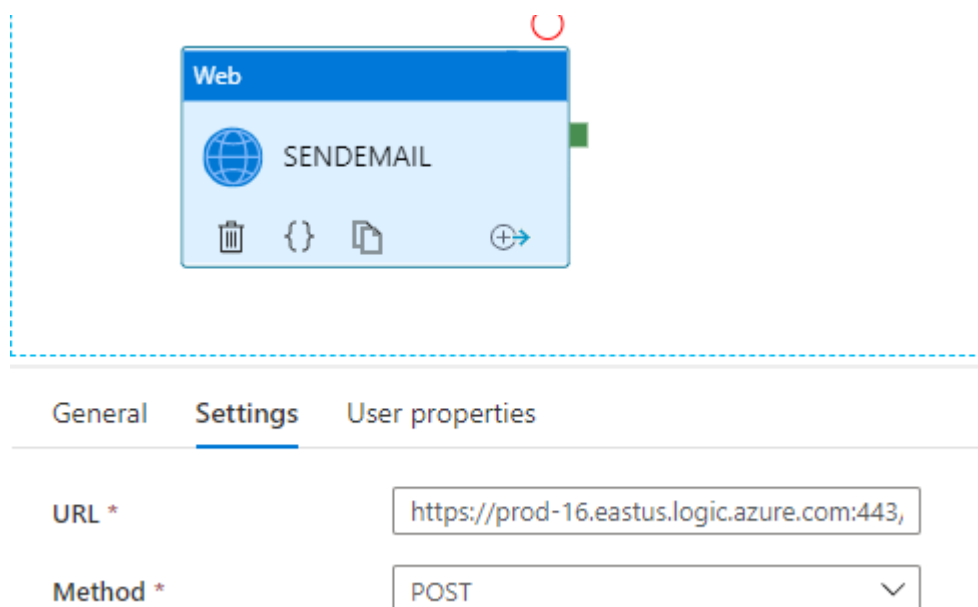 Web
SENDEMAIL
{}
General Settings User properties
URL * https://prod-16.eastus.logic.azure.com:443,
Method * POST